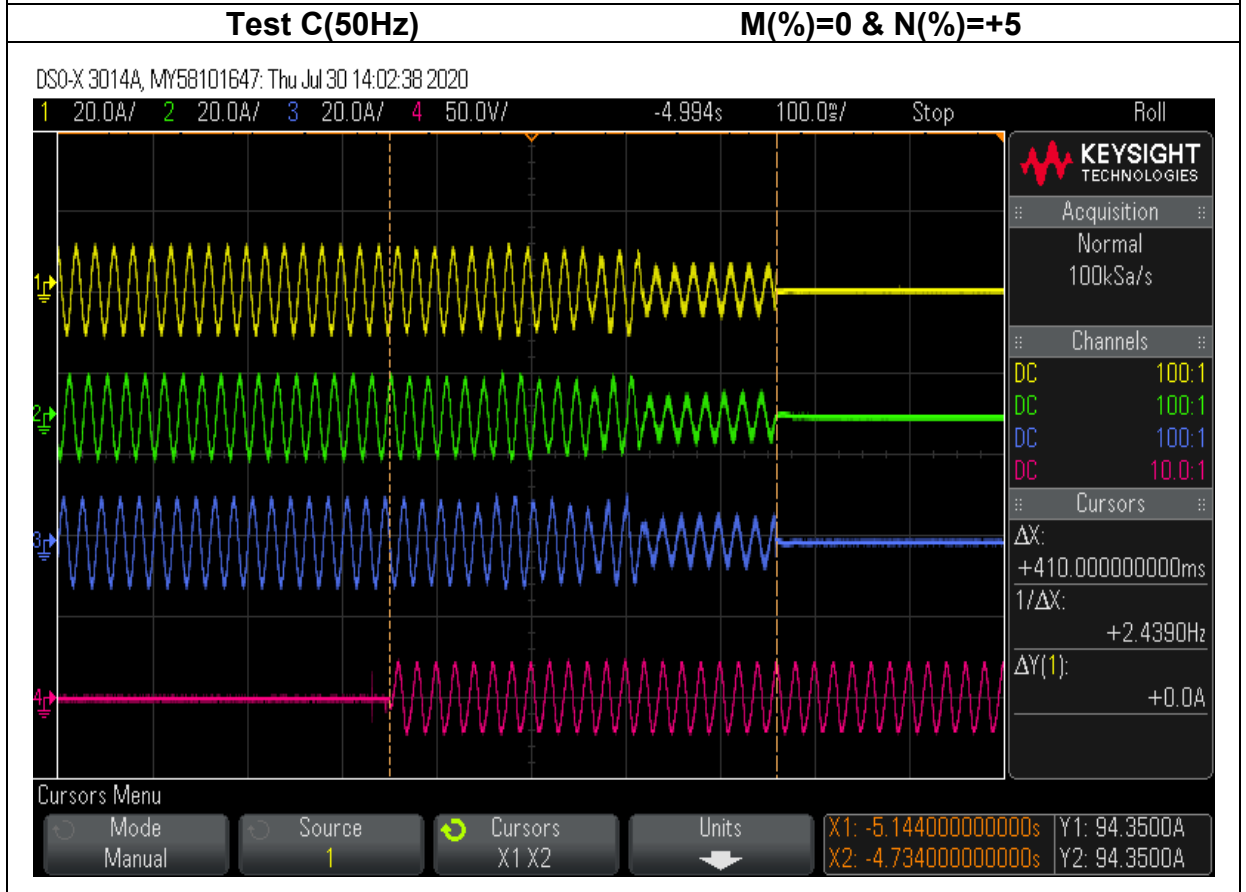 Test C(50Hz) M(%)=0 & N(%)=+5
DSO-X 3014A, MY58101647: Thu Jul 30 14:02:38 2020
1 20.0A/ 2 20.0A/ 3 20.0A/ 4 50.0V/ -4.994s 100.0ms/ Stop Roll
KEYSIGHT
TECHNOLOGIES
Acquisition
Normal
100kSa/s
Channels
DC 100:1
DC 100:1
DC 100:1
DC 10.0:1
Cursors
ΔX:
+410.000000000ms
1/ΔX:
+2.4390Hz
ΔY(1):
+0.0A
1
2
3
4
Cursors Menu
Mode
Manual
Source
1
Cursors
X1 X2
Units
X1: -5.144000000000s
X2: -4.734000000000s
Y1: 94.3500A
Y2: 94.3500A